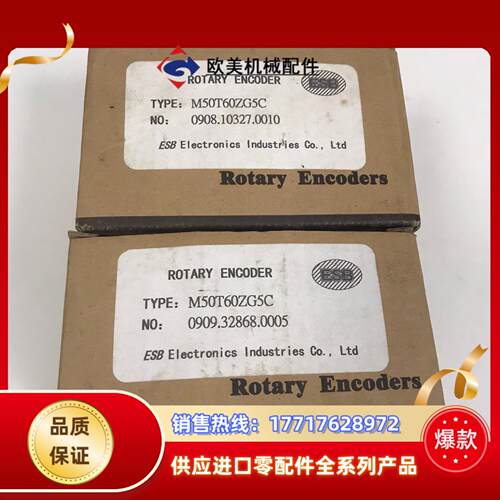 欧美机械配件
ROTARY ENCODER
ESB
TYPE: M50T60ZG5C
NO: 0908.10327.0010
ESB Electronics Industries Co., Ltd
Rotary Encoders
ROTARY ENCODER
ESB
TYPE: M50T60ZG5C
NO: 0909.32868.0005
ESB Electronics Industries Co., Ltd
Rotary Encoders
品质
保证
销售热线：17717628972
供应进口零配件全系列产品
爆款